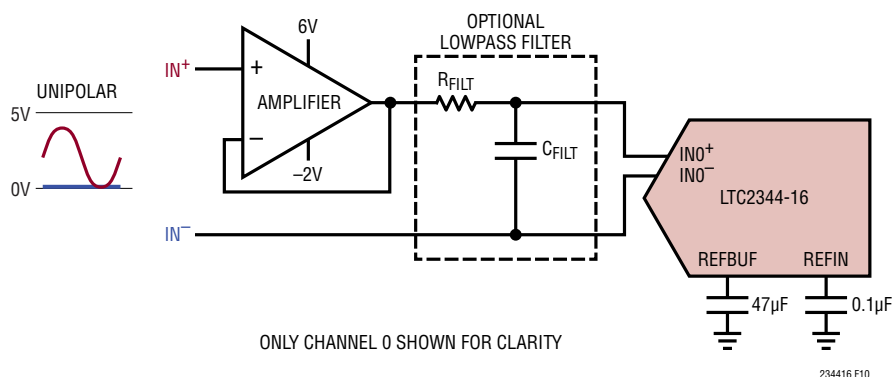 OPTIONAL
LOWPASS FILTER
6V
IN+
+
AMPLIFIER
−
–2V
RFILT
CFILT
UNIPOLAR
5V
0V
IN−
IN0+
IN0−
LTC2344-16
REFBUF
REFIN
47µF
0.1µF
ONLY CHANNEL 0 SHOWN FOR CLARITY
234416 F10